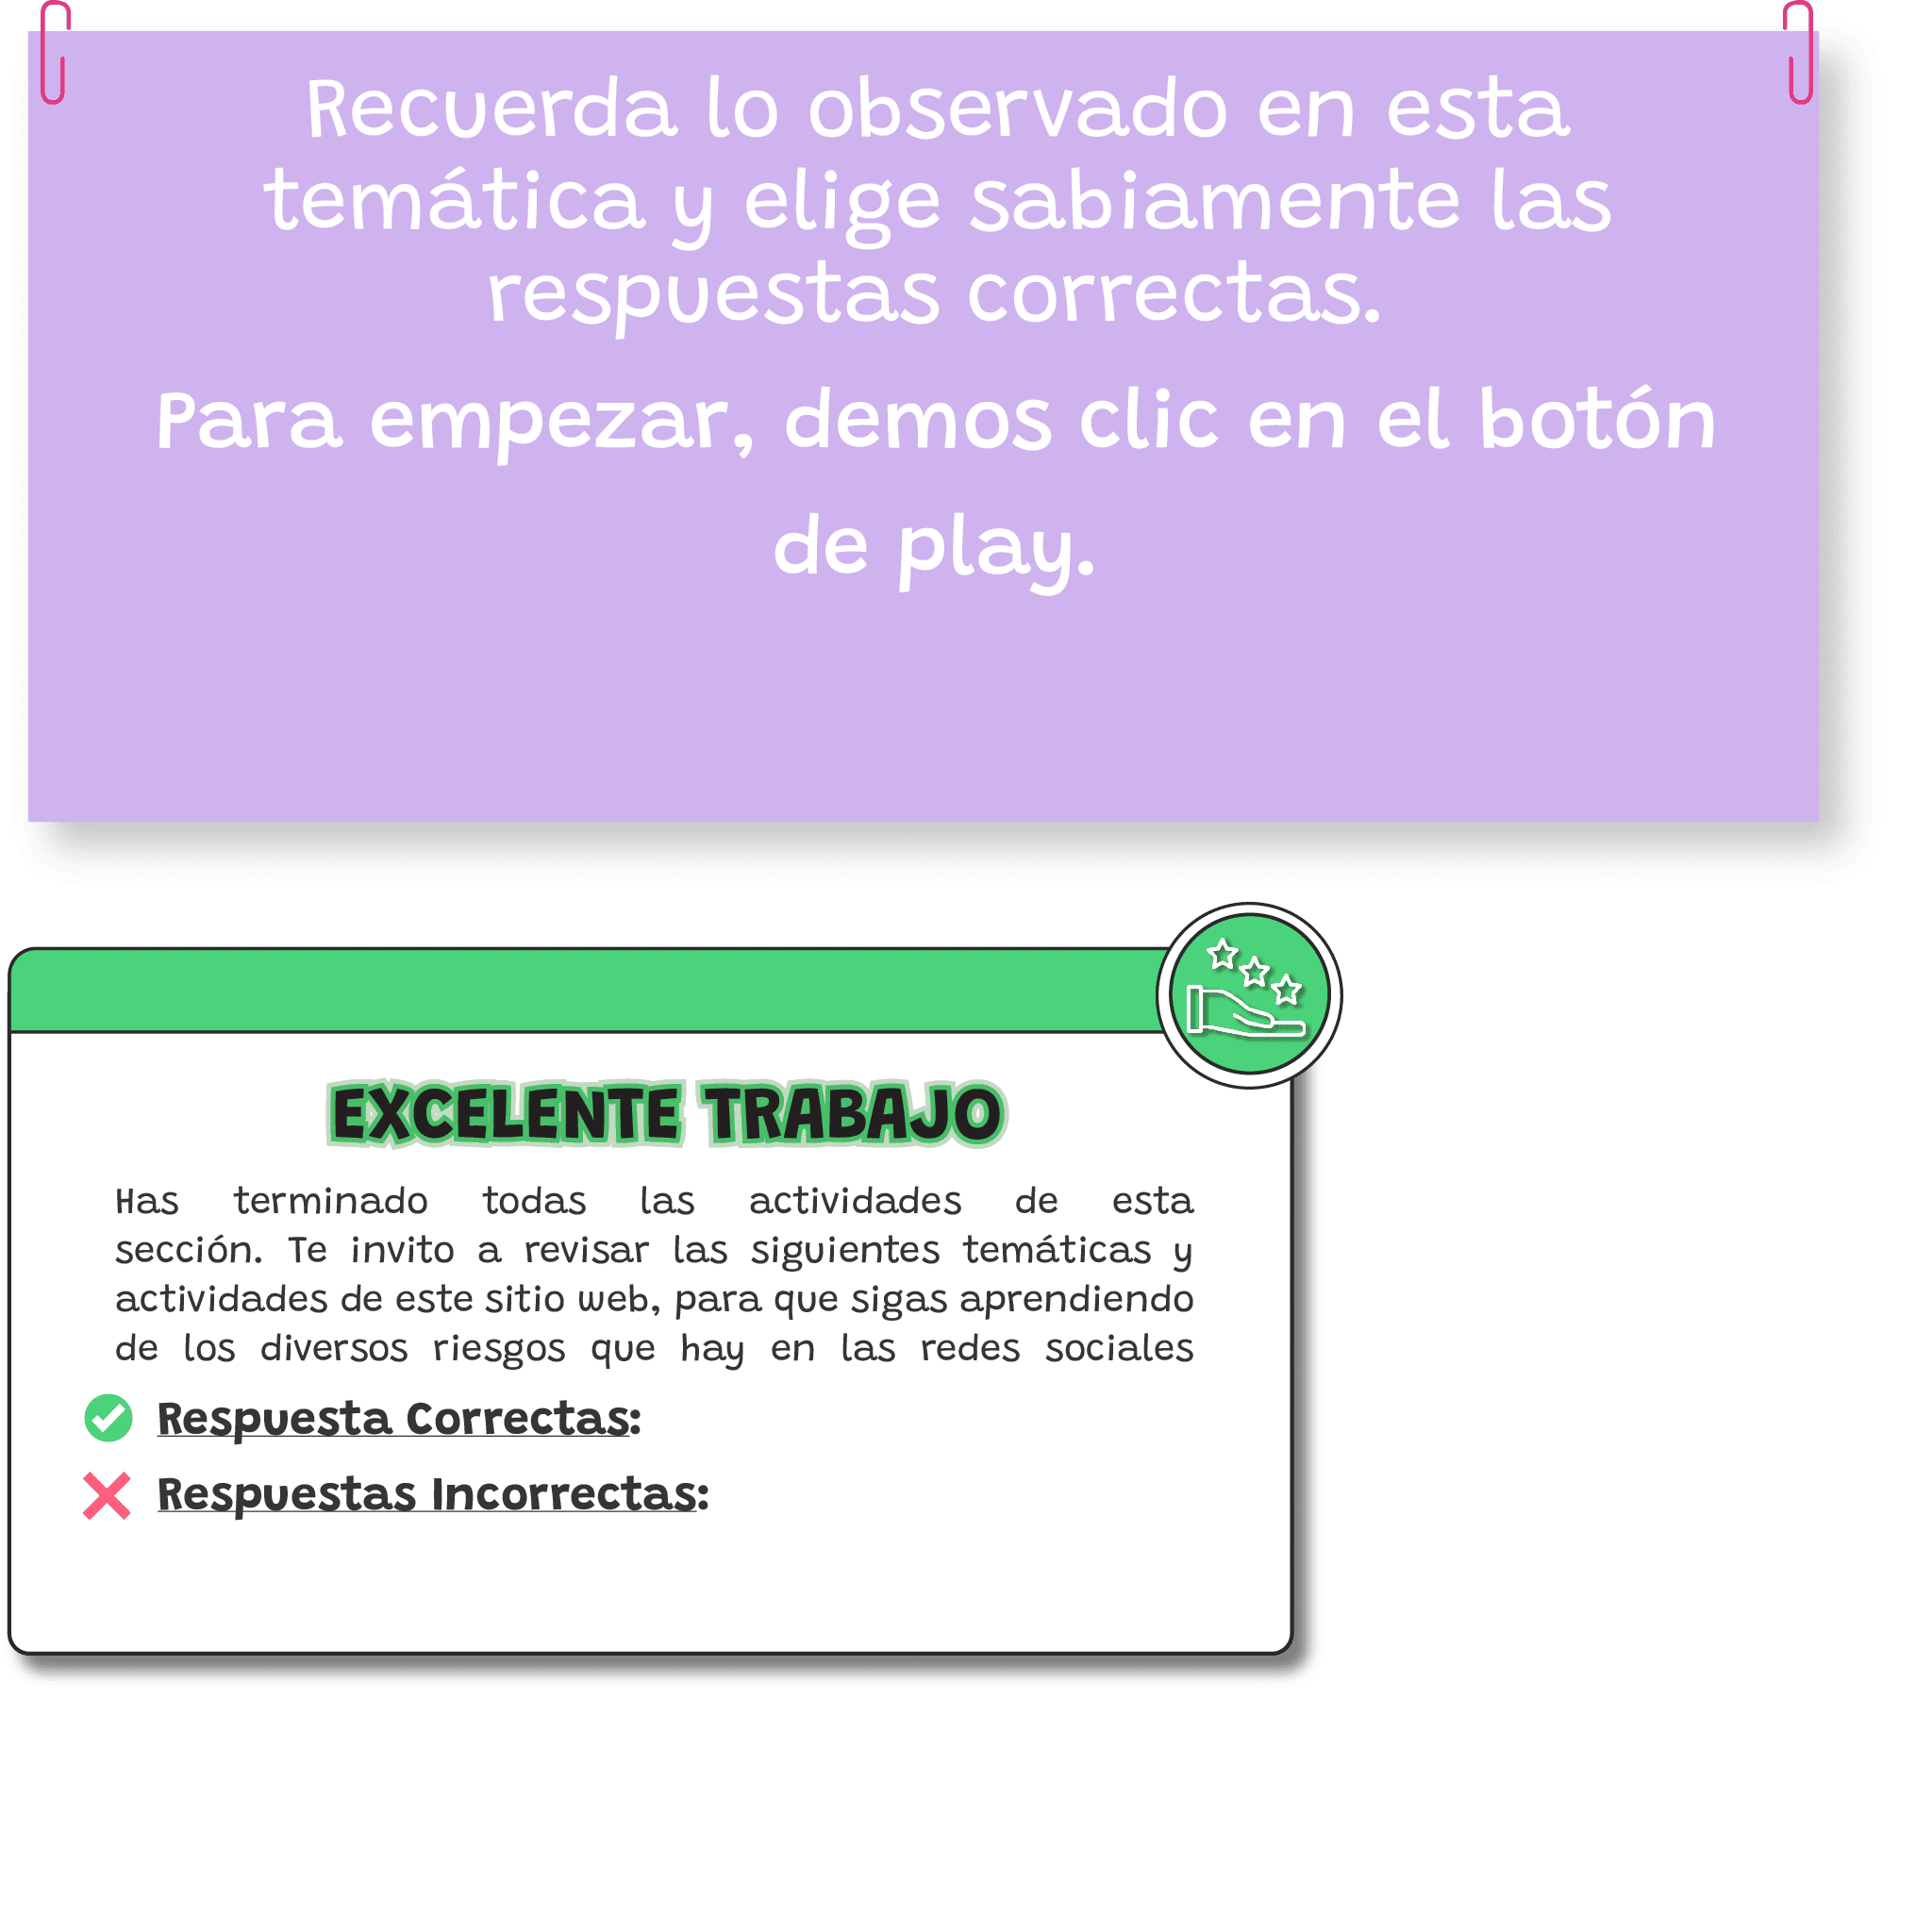 Recuerda lo observado en esta
temática y elige sabiamente las
respuestas correctas.
Para empezar, demos clic en el botón
de play.
EXCELENTE TRABAJO
Has terminado todas las actividades de esta
sección. Te invito a revisar las siguientes temáticas y
actividades de este sitio web, para que sigas aprendiendo
de los diversos riesgos que hay en las redes sociales
Respuesta Correctas:
Respuestas Incorrectas: